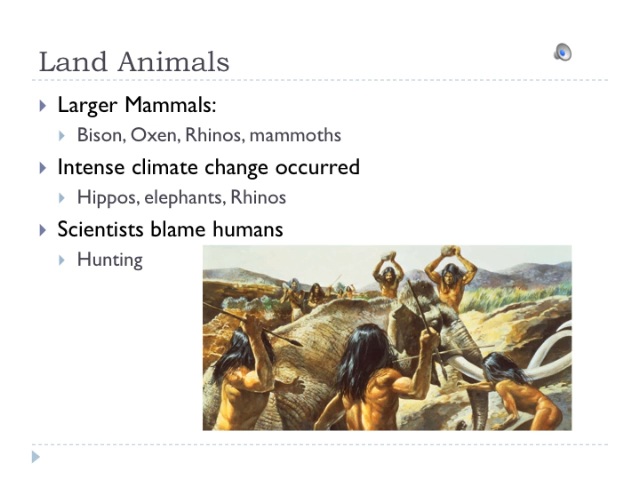 Land Animals
Larger Mammals:
Bison, Oxen, Rhinos, mammoths
Intense climate change occurred
Hippos, elephants, Rhinos
Scientists blame humans
Hunting